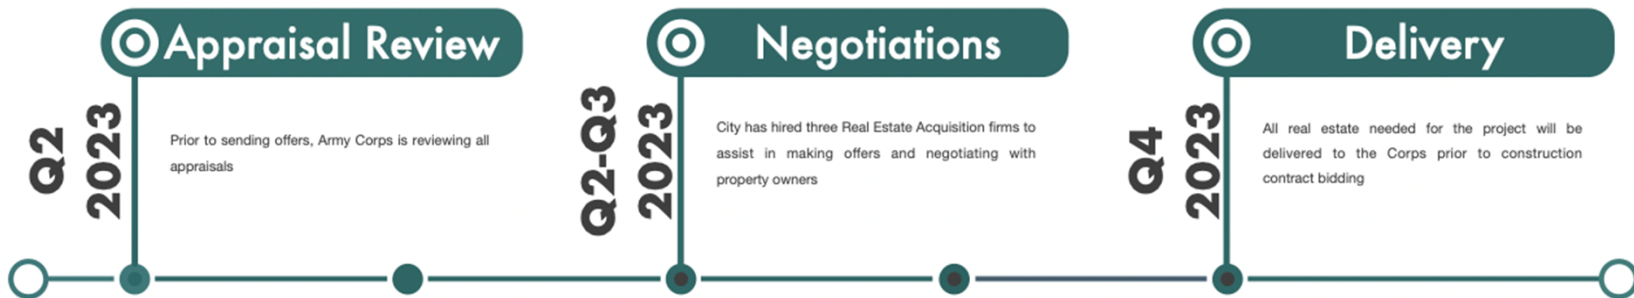 Appraisal Review
Q2
2023
Prior to sending offers, Army Corps is reviewing all
appraisals
Negotiations
Q2-Q3
2023
City has hired three Real Estate Acquisition firms to
assist in making offers and negotiating with
property owners
Delivery
Q4
2023
All real estate needed for the project will be
delivered to the Corps prior to construction
contract bidding